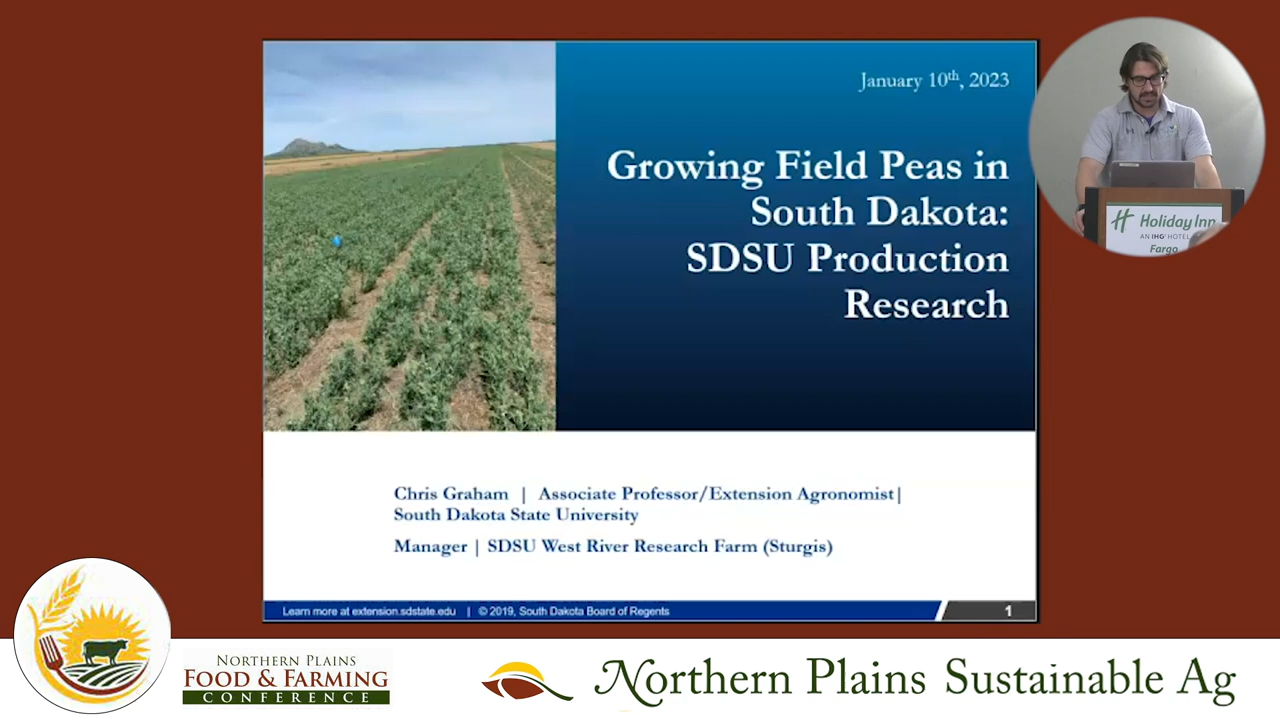 January 10th, 2023
Growing Field Peas in
South Dakota:
SDSU Production
Research
Chris Graham | Associate Professor/Extension Agronomist|
South Dakota State University
Manager | SDSU West River Research Farm (Sturgis)
Learn more at extension.sdstate.edu | © 2019, South Dakota Board of Regents
1
Holiday Inn
AN IHG HOTEL
Fargo
NORTHERN PLAINS
FOOD & FARMING
CONFERENCE
Northern Plains Sustainable Ag